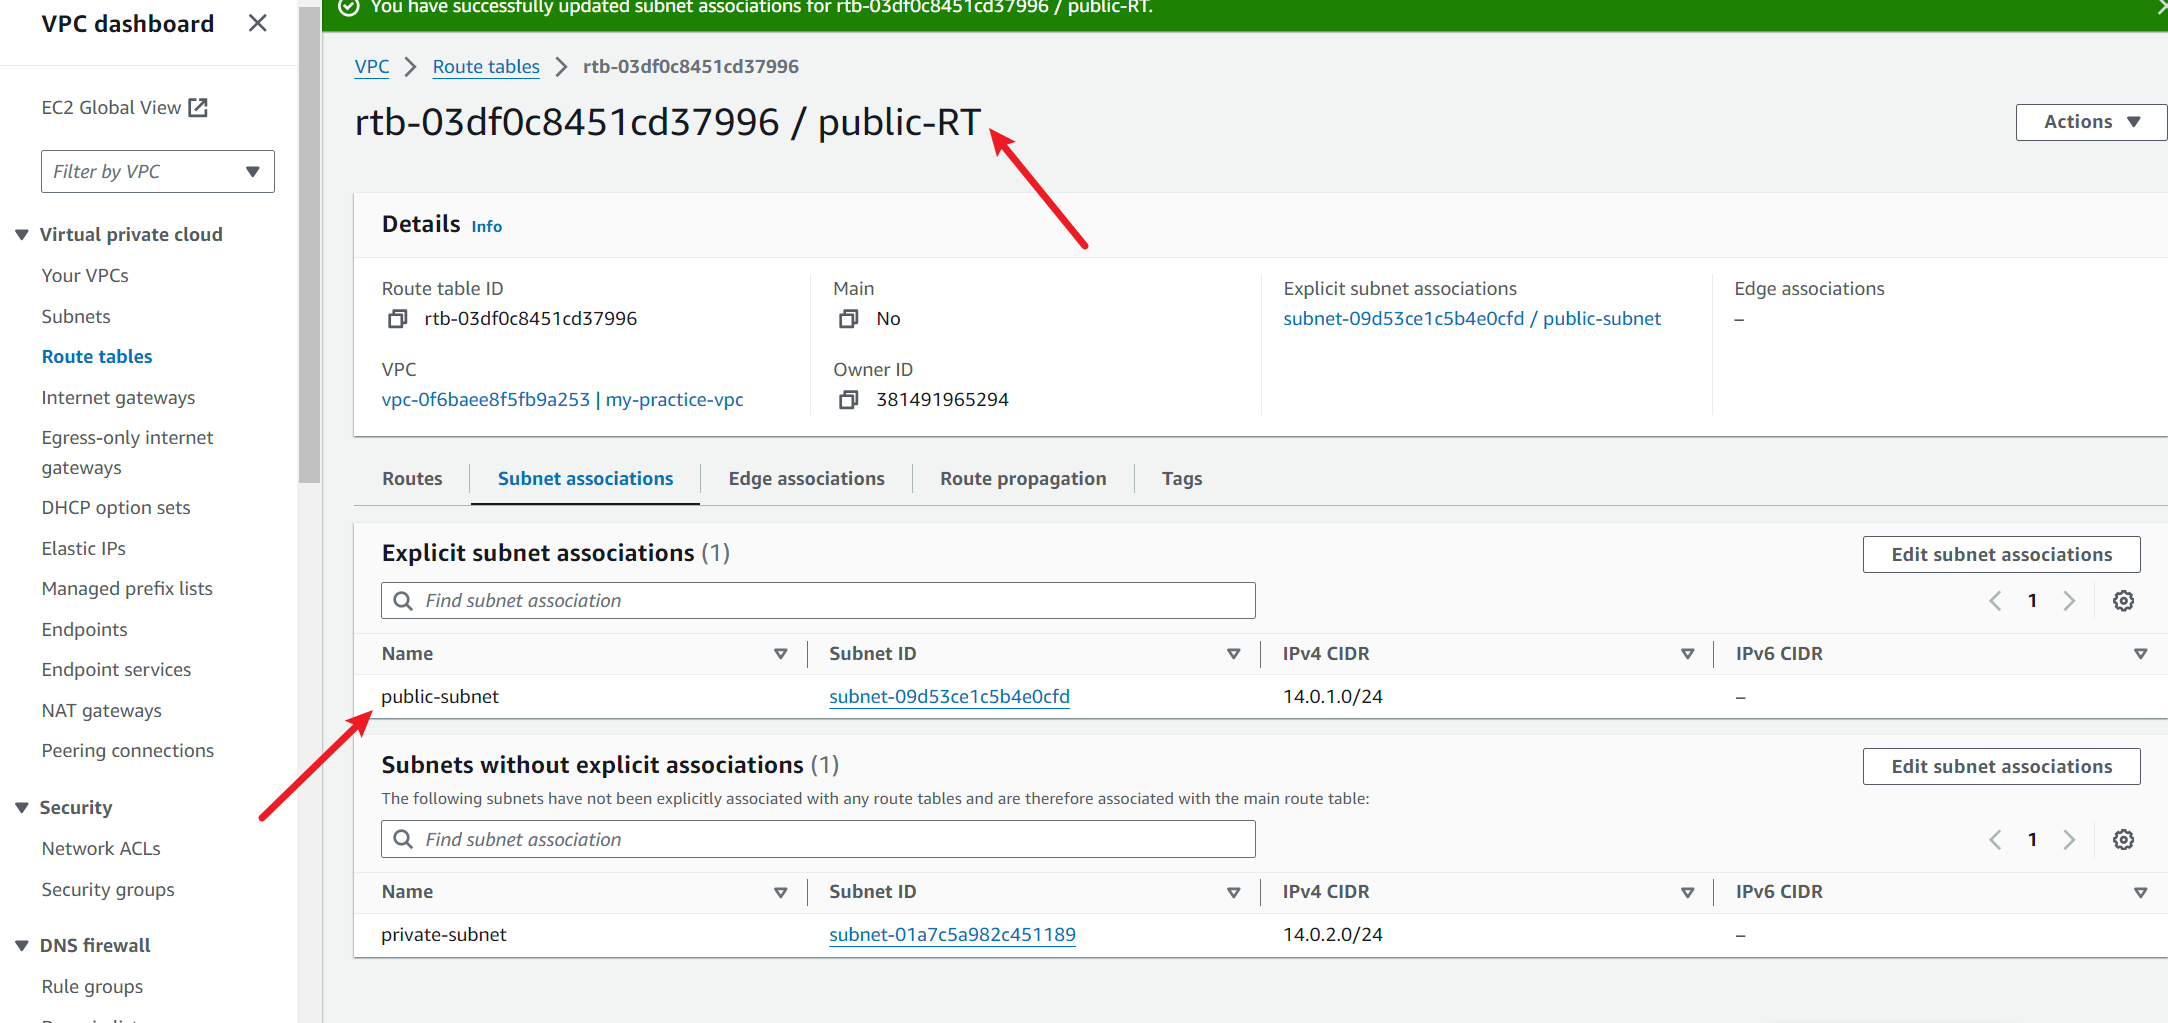 VPC dashboard
EC2 Global View
Filter by VPC
Virtual private cloud
Your VPCs
Subnets
Route tables
Internet gateways
Egress-only internet
gateways
DHCP option sets
Elastic IPs
Managed prefix lists
Endpoints
Endpoint services
NAT gateways
Peering connections
Security
Network ACLs
Security groups
DNS firewall
Rule groups
You have successfully updated subnet associations for rtb-03df0c8451cd37996 / public-RT.
VPC > Route tables > rtb-03df0c8451cd37996
rtb-03df0c8451cd37996 / public-RT
Actions
Details Info
Route table ID
rtb-03df0c8451cd37996
Main
No
Explicit subnet associations
subnet-09d53ce1c5b4e0cfd / public-subnet
Edge associations
–
VPC
vpc-0f6baee8f5fb9a253 | my-practice-vpc
Owner ID
381491965294
Routes Subnet associations Edge associations Route propagation Tags
Explicit subnet associations (1)
Edit subnet associations
Find subnet association
1
Name Subnet ID IPv4 CIDR IPv6 CIDR
public-subnet subnet-09d53ce1c5b4e0cfd 14.0.1.0/24 –
Subnets without explicit associations (1)
Edit subnet associations
The following subnets have not been explicitly associated with any route tables and are therefore associated with the main route table:
Find subnet association
1
Name Subnet ID IPv4 CIDR IPv6 CIDR
private-subnet subnet-01a7c5a982c451189 14.0.2.0/24 –